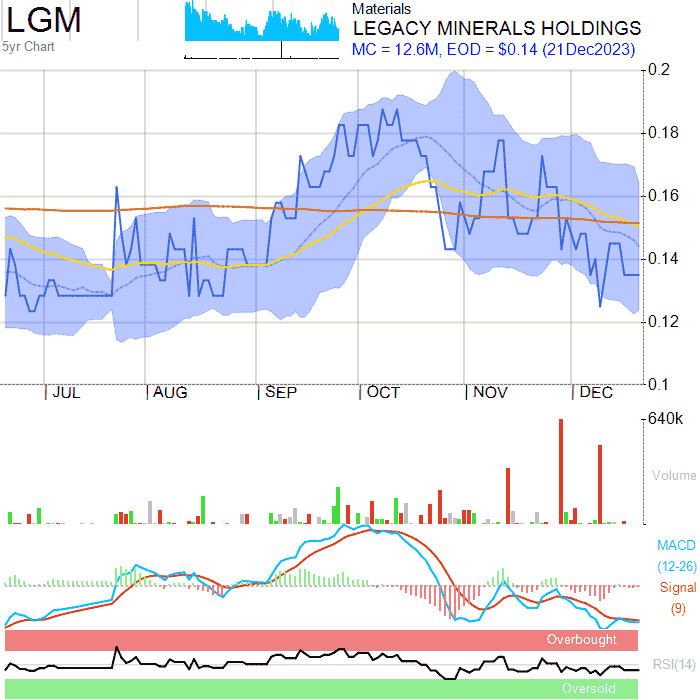 LGM
5yr Chart
Materials
LEGACY MINERALS HOLDINGS
MC = 12.6M, EOD = $0.14 (21Dec2023)
0.2
0.18
0.16
0.14
0.12
0.1
JUL AUG SEP OCT NOV DEC
640k
Volume
MACD
(12-26)
Signal
(9)
Overbought
RSI(14)
Oversold